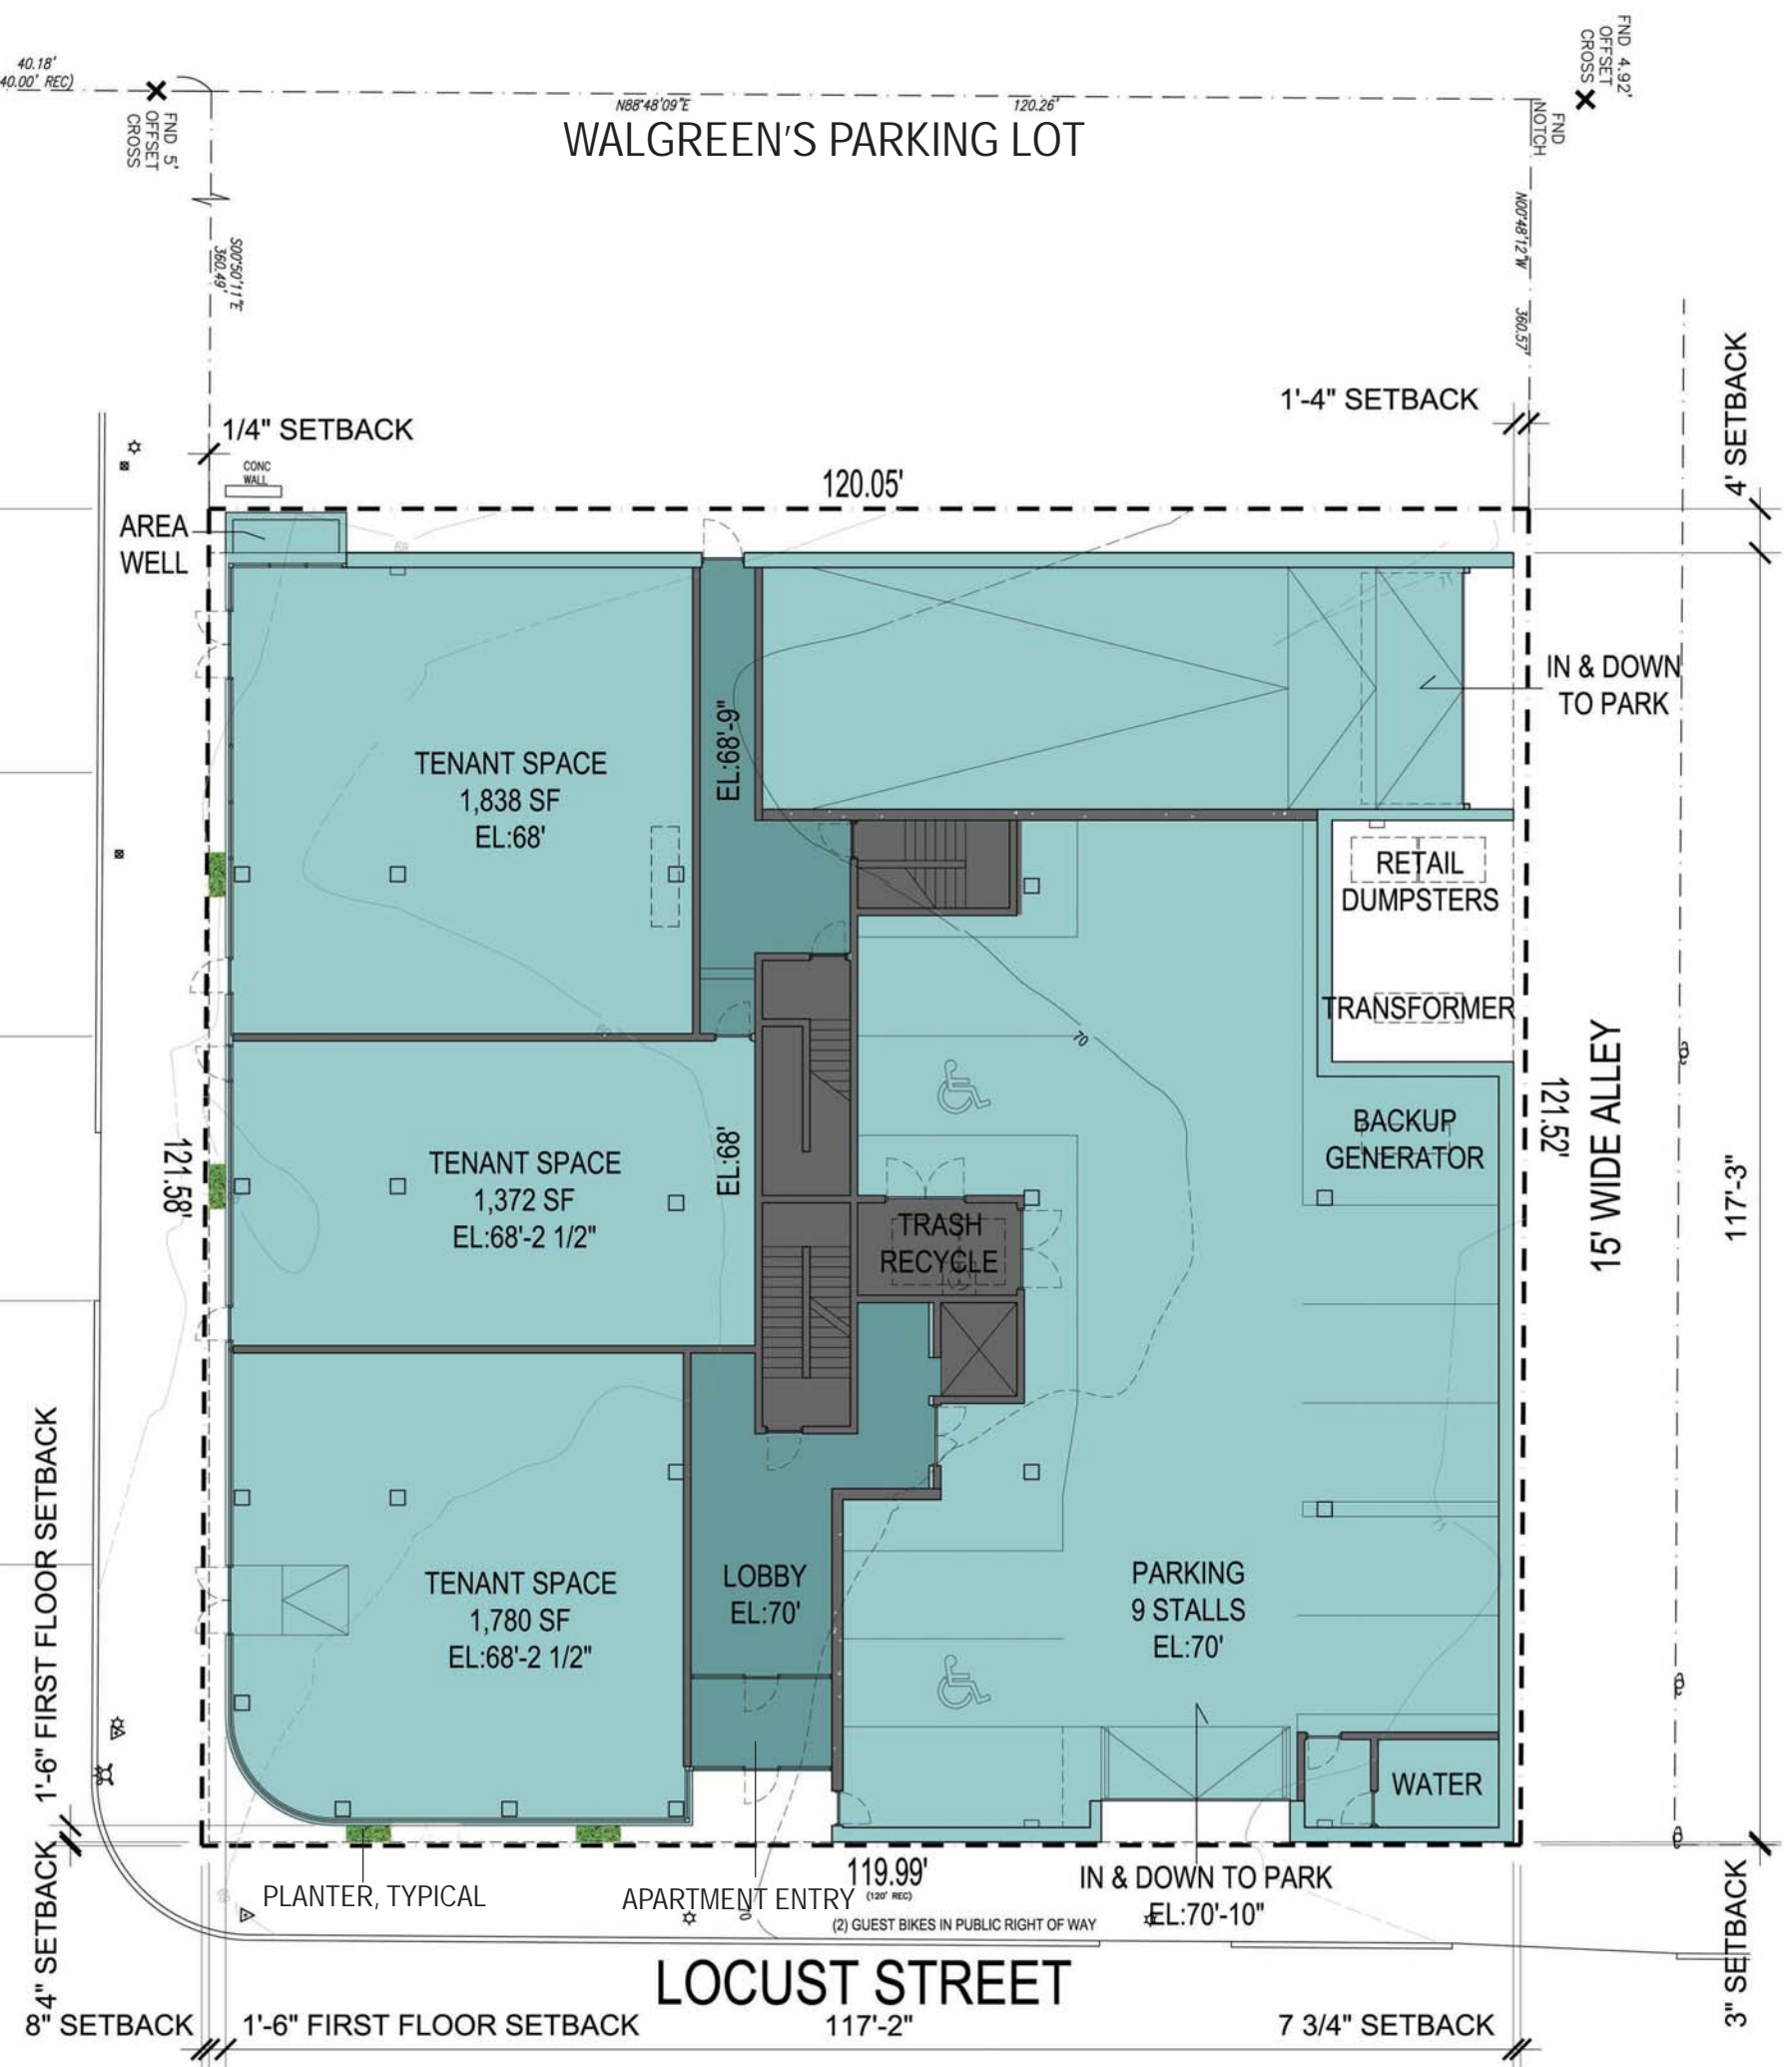 40.18'
40.00' REC)
FND 5'
OFFSET
CROSS
N88°48'09"E
120.26'
FND 4.92'
OFFSET
CROSS
FND
NOTCH
WALGREEN'S PARKING LOT
S00°50'11"E
360.49'
N00°48'12"W
360.57'
1/4" SETBACK
1'-4" SETBACK
4' SETBACK
CONC
WALL
120.05'
AREA
WELL
68
IN & DOWN
TO PARK
TENANT SPACE
1,838 SF
EL:68'
EL:68'-9"
RETAIL
DUMPSTERS
TRANSFORMER
69
70
BACKUP
GENERATOR
121.58'
121.52'
15' WIDE ALLEY
117'-3"
TENANT SPACE
1,372 SF
EL:68'-2 1/2"
EL:68'
TRASH
RECYCLE
1'-6" FIRST FLOOR SETBACK
TENANT SPACE
1,780 SF
EL:68'-2 1/2"
LOBBY
EL:70'
PARKING
9 STALLS
EL:70'
71
WATER
4" SETBACK
PLANTER, TYPICAL
APARTMENT ENTRY
119.99'
(120' REC)
IN & DOWN TO PARK
EL:70'-10"
(2) GUEST BIKES IN PUBLIC RIGHT OF WAY
3" SETBACK
LOCUST STREET
8" SETBACK
1'-6" FIRST FLOOR SETBACK
117'-2"
7 3/4" SETBACK